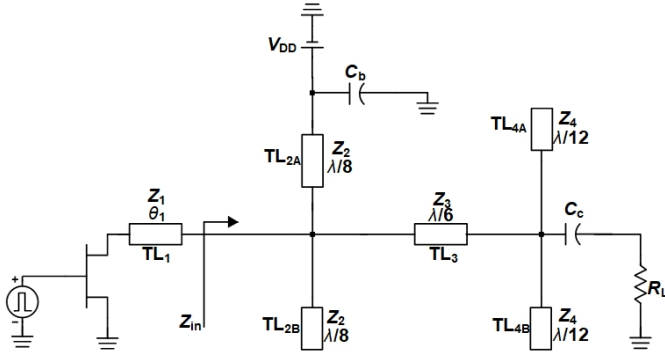 VDD
Cb
TL2A
Z2
λ/8
TL4A
Z4
λ/12
Z1
θ1
TL1
Zin
Z3
λ/6
TL3
Cc
RL
+
-
TL2B
Z2
λ/8
TL4B
Z4
λ/12